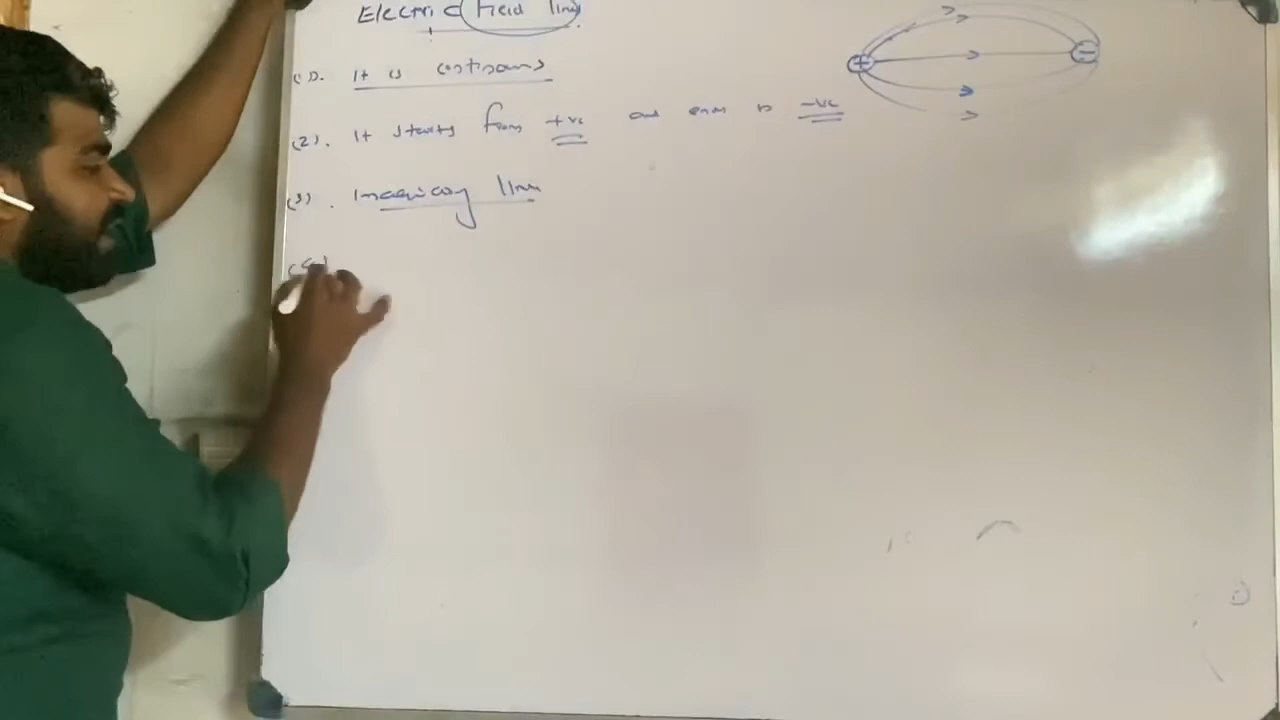 Electric field line
(1). It is continuous
(2). It starts from +ve and ends to -ve
(3). Imaginary line
(4)
+ -